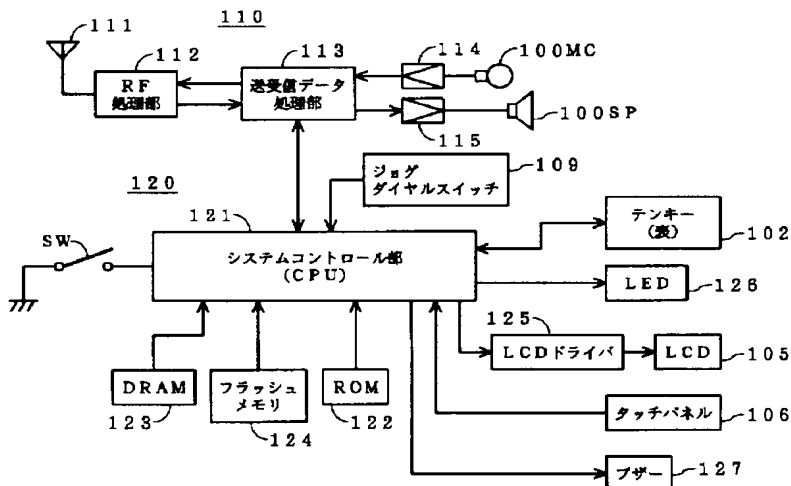 110
111
112
113
114
100MC
RF
処理部
送受信データ
処理部
115
100SP
120
ジョグ
ダイヤルスイッチ
109
121
SW
システムコントロール部
(CPU)
テンキー
(表)
102
LED
126
125
LCDドライバ
LCD
105
DRAM
123
フラッシュ
メモリ
124
ROM
122
タッチパネル
106
ブザー
127